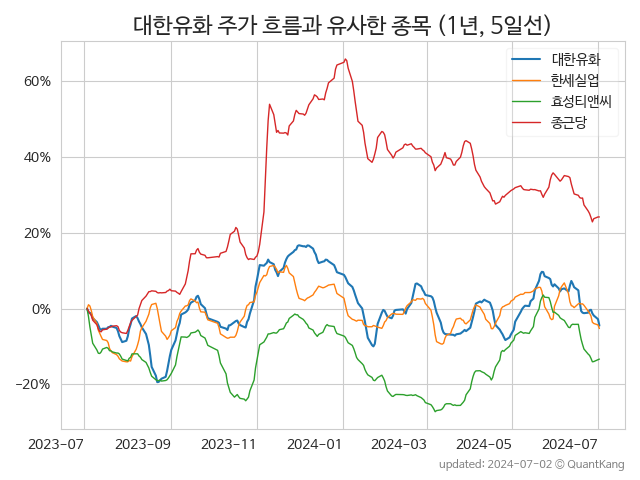 대한유화 주가 흐름과 유사한 종목 (1년, 5일선)
대한유화
한세실업
효성티앤씨
종근당
60%
40%
20%
0%
−20%
2023-07 2023-09 2023-11 2024-01 2024-03 2024-05 2024-07
updated: 2024-07-02 © QuantKang